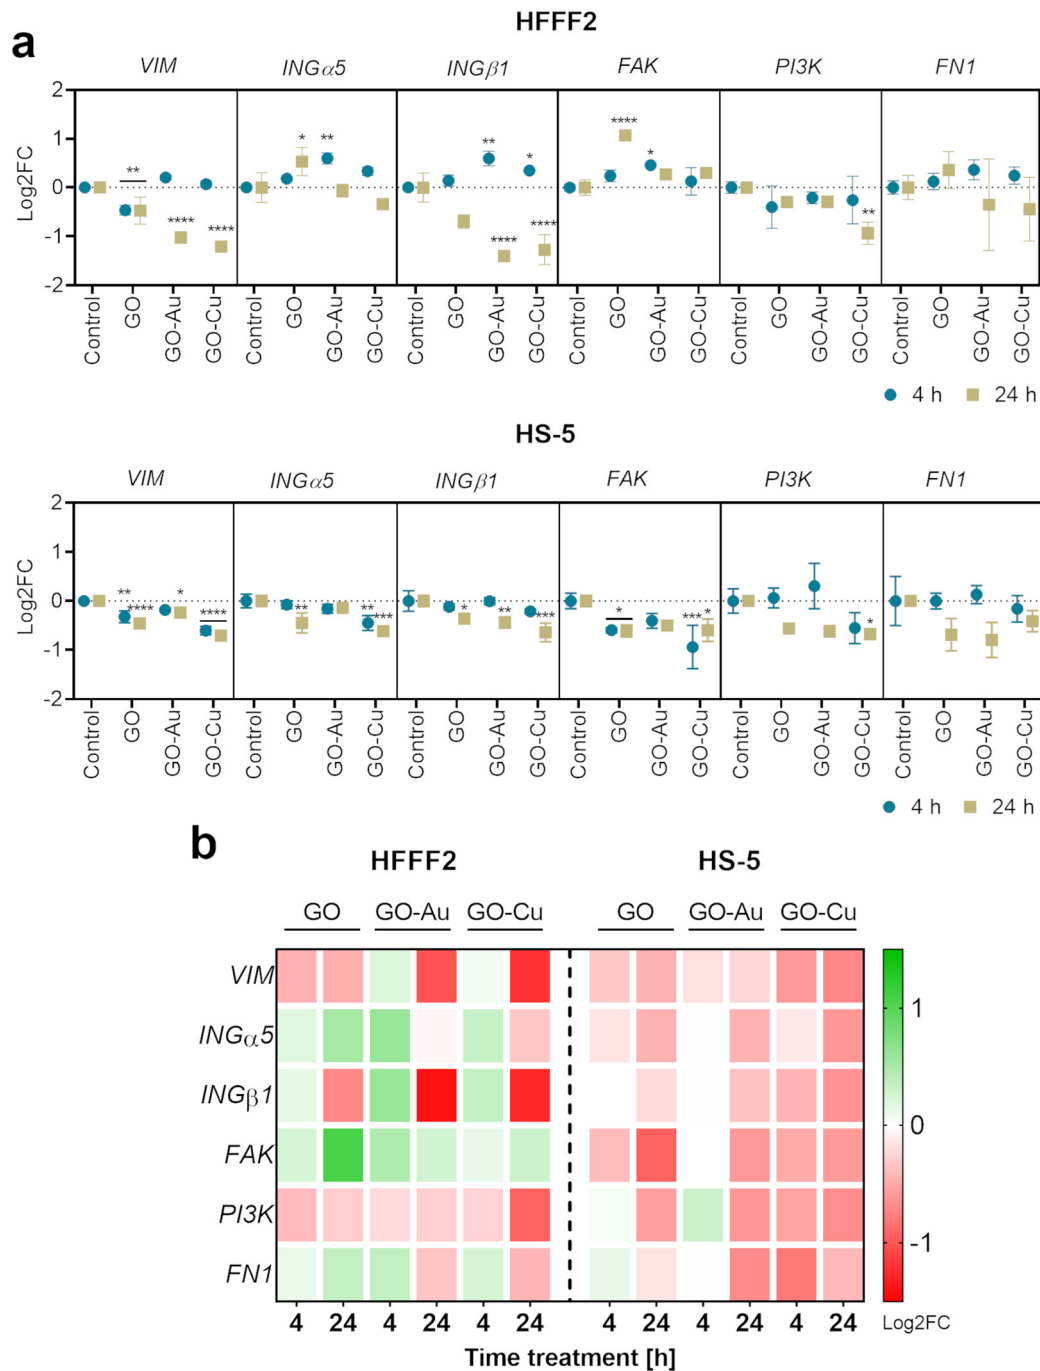 a
HFFF2
VIM INGα5 INGβ1 FAK PI3K FN1
** * ** ** * **** * **
**** **** **** ****
Log2FC
2
1
0
-1
-2
Control GO GO-Au GO-Cu Control GO GO-Au GO-Cu Control GO GO-Au GO-Cu Control GO GO-Au GO-Cu Control GO GO-Au GO-Cu Control GO GO-Au GO-Cu
4 h 24 h
HS-5
VIM INGα5 INGβ1 FAK PI3K FN1
** **** * **** ** ** *** * ** *** * *** * *
Log2FC
2
1
0
-1
-2
Control GO GO-Au GO-Cu Control GO GO-Au GO-Cu Control GO GO-Au GO-Cu Control GO GO-Au GO-Cu Control GO GO-Au GO-Cu Control GO GO-Au GO-Cu
4 h 24 h
b
HFFF2 HS-5
GO GO-Au GO-Cu GO GO-Au GO-Cu
VIM
INGα5
INGβ1
FAK
PI3K
FN1
1
0
-1
Log2FC
4 24 4 24 4 24 4 24 4 24 4 24
Time treatment [h]